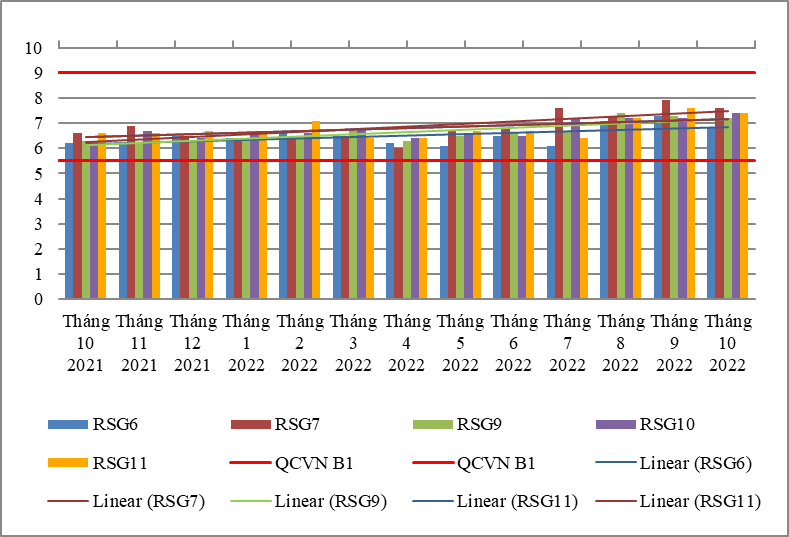 10
9
8
7
6
5
4
3
2
1
0
Tháng Tháng Tháng Tháng Tháng Tháng Tháng Tháng Tháng Tháng Tháng Tháng Tháng
10 11 12 1 2 3 4 5 6 7 8 9 10
2021 2021 2021 2022 2022 2022 2022 2022 2022 2022 2022 2022 2022
RSG6 RSG7 RSG9 RSG10
RSG11 QCVN B1 QCVN B1 Linear (RSG6)
Linear (RSG7) Linear (RSG9) Linear (RSG11) Linear (RSG11)